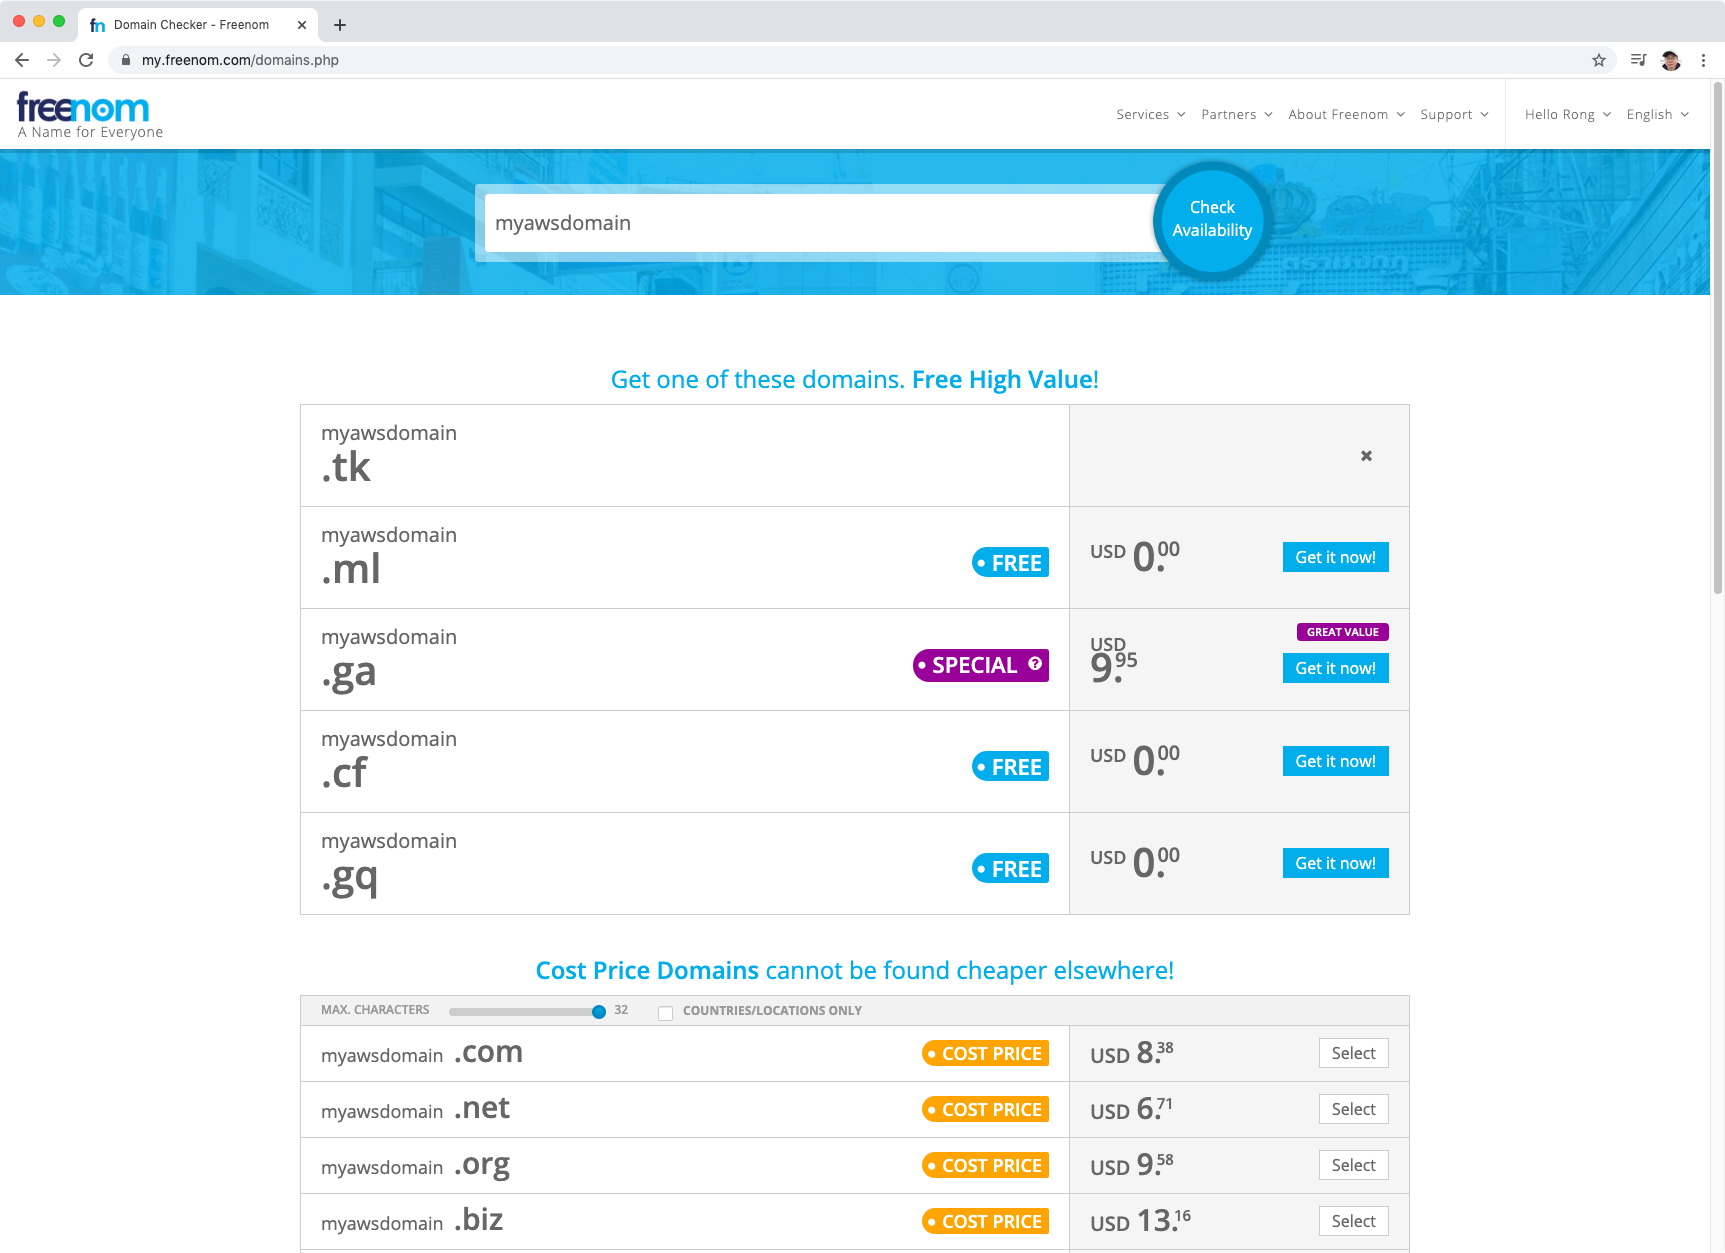 Domain Checker - Freenom
my.freenom.com/domains.php
freenom
A Name for Everyone
Services Partners About Freenom Support Hello Rong English
myawsdomain
Check
Availability
Get one of these domains. Free High Value!
myawsdomain
.tk
myawsdomain
.ml
FREE
USD 0.00
Get it now!
myawsdomain
.ga
SPECIAL ?
USD
9.95
GREAT VALUE
Get it now!
myawsdomain
.cf
FREE
USD 0.00
Get it now!
myawsdomain
.gq
FREE
USD 0.00
Get it now!
Cost Price Domains cannot be found cheaper elsewhere!
MAX. CHARACTERS 32 COUNTRIES/LOCATIONS ONLY
myawsdomain .com COST PRICE USD 8.38 Select
myawsdomain .net COST PRICE USD 6.71 Select
myawsdomain .org COST PRICE USD 9.58 Select
myawsdomain .biz COST PRICE USD 13.16 Select